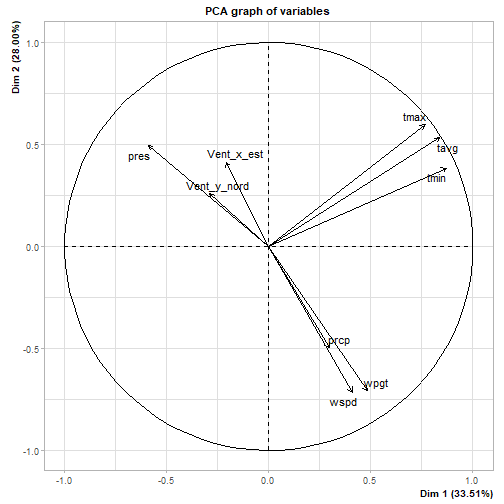 PCA graph of variables
Dim 2 (28.00%)
1.0
0.5
0.0
-0.5
-1.0
tmax
tavg
tmin
Vent_x_est
pres
Vent_y_nord
prcp
wpgt
wspd
-1.0 -0.5 0.0 0.5 1.0
Dim 1 (33.51%)